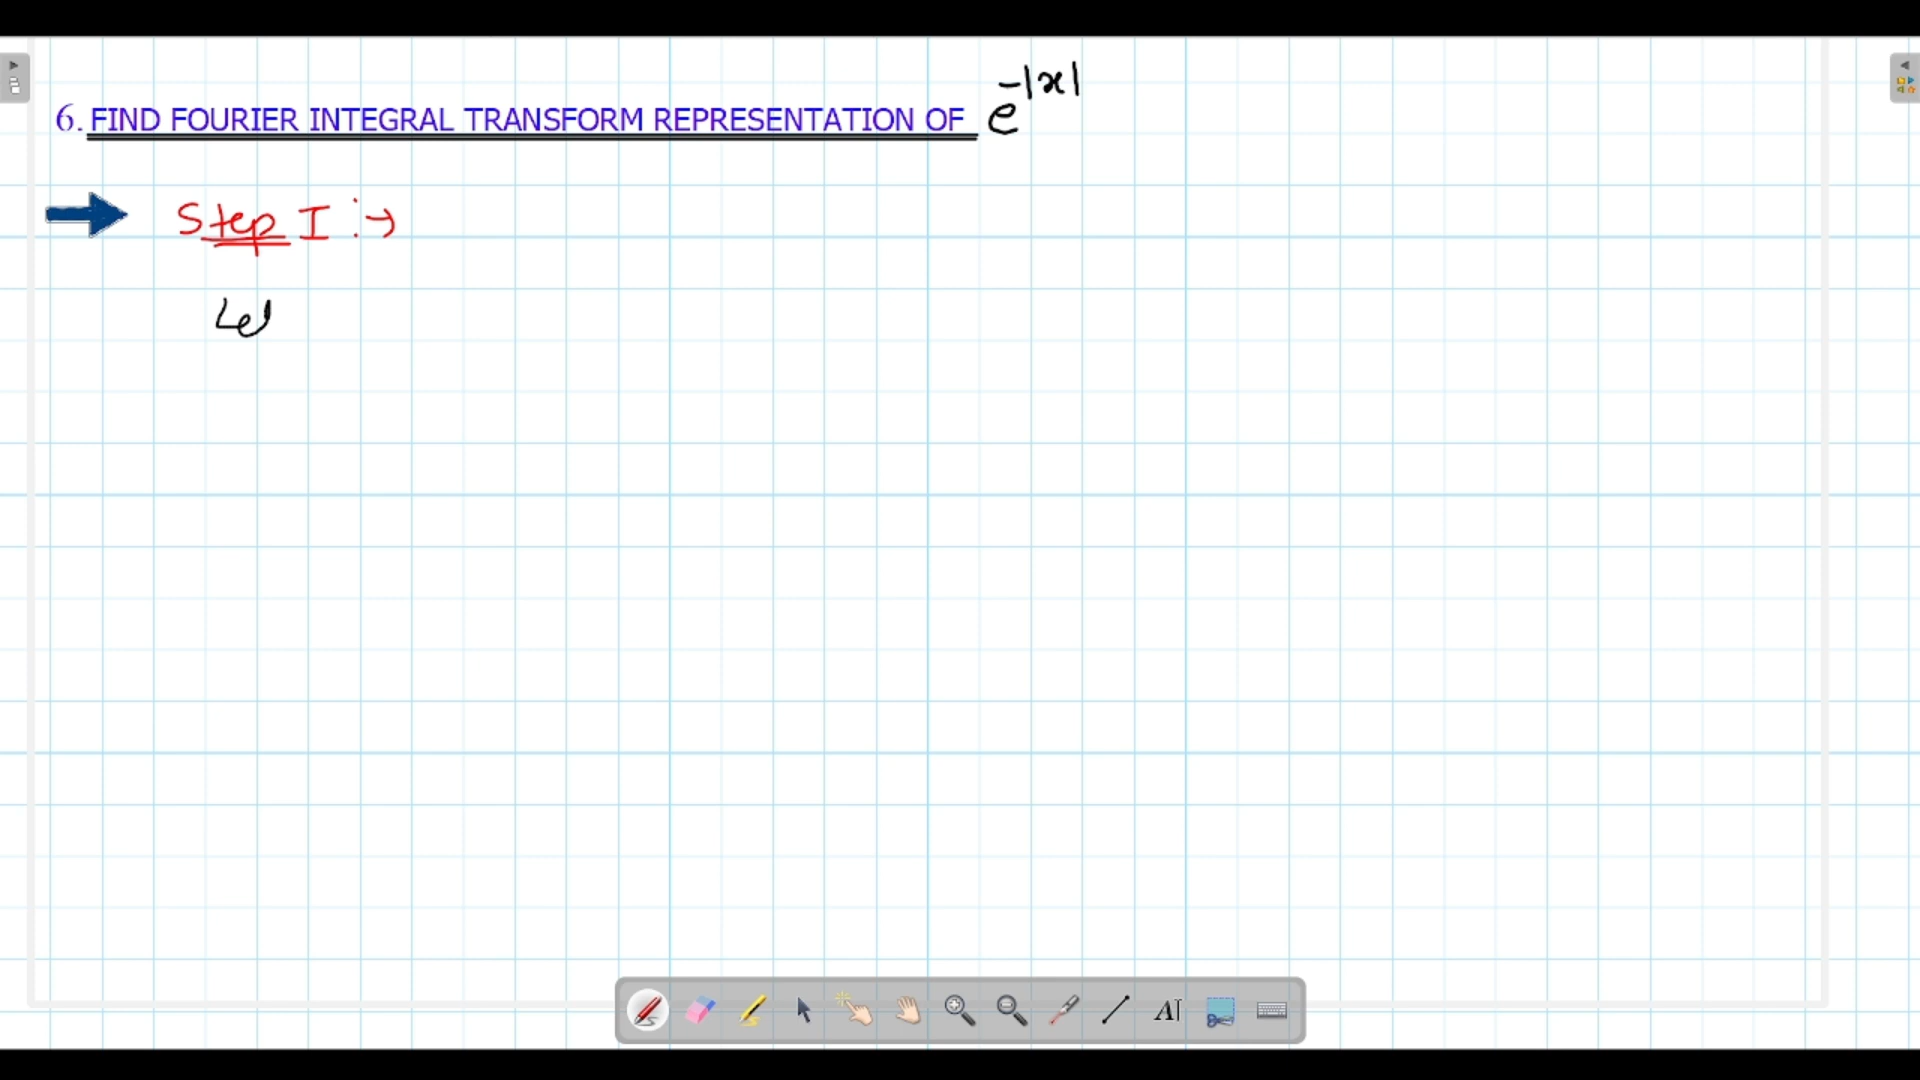 6. FIND FOURIER INTEGRAL TRANSFORM REPRESENTATION OF e^{-|x|}
Step I :→
Let